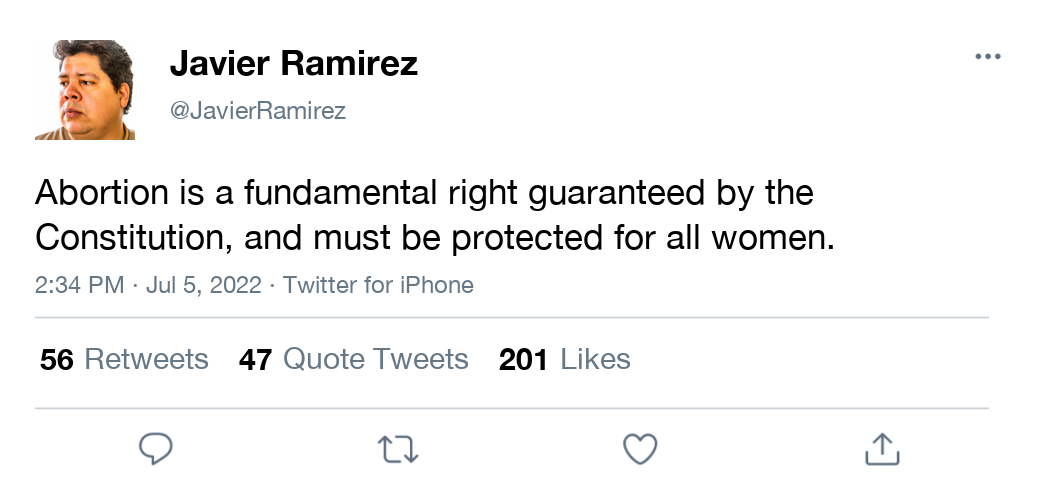 Javier Ramirez
@JavierRamirez
Abortion is a fundamental right guaranteed by the
Constitution, and must be protected for all women.
2:34 PM · Jul 5, 2022 · Twitter for iPhone
56 Retweets 47 Quote Tweets 201 Likes